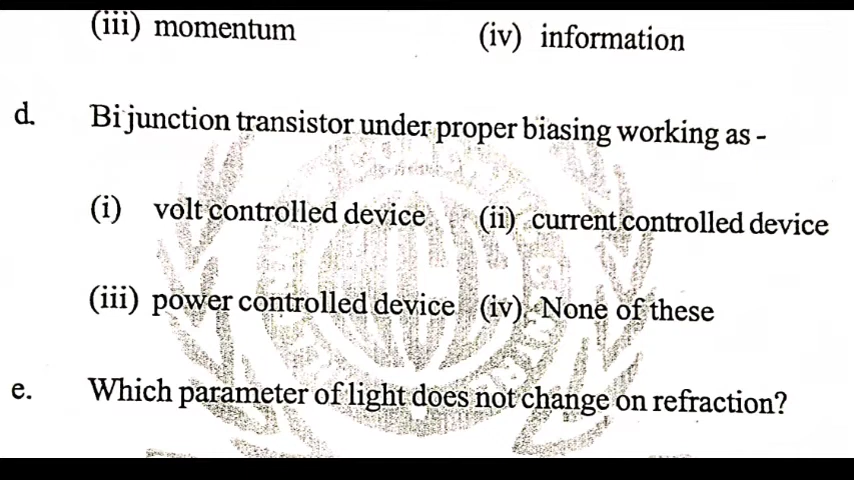 (iii) momentum (iv) information
d. Bi junction transistor under proper biasing working as -
(i) volt controlled device (ii) current controlled device
(iii) power controlled device (iv) None of these
e. Which parameter of light does not change on refraction?